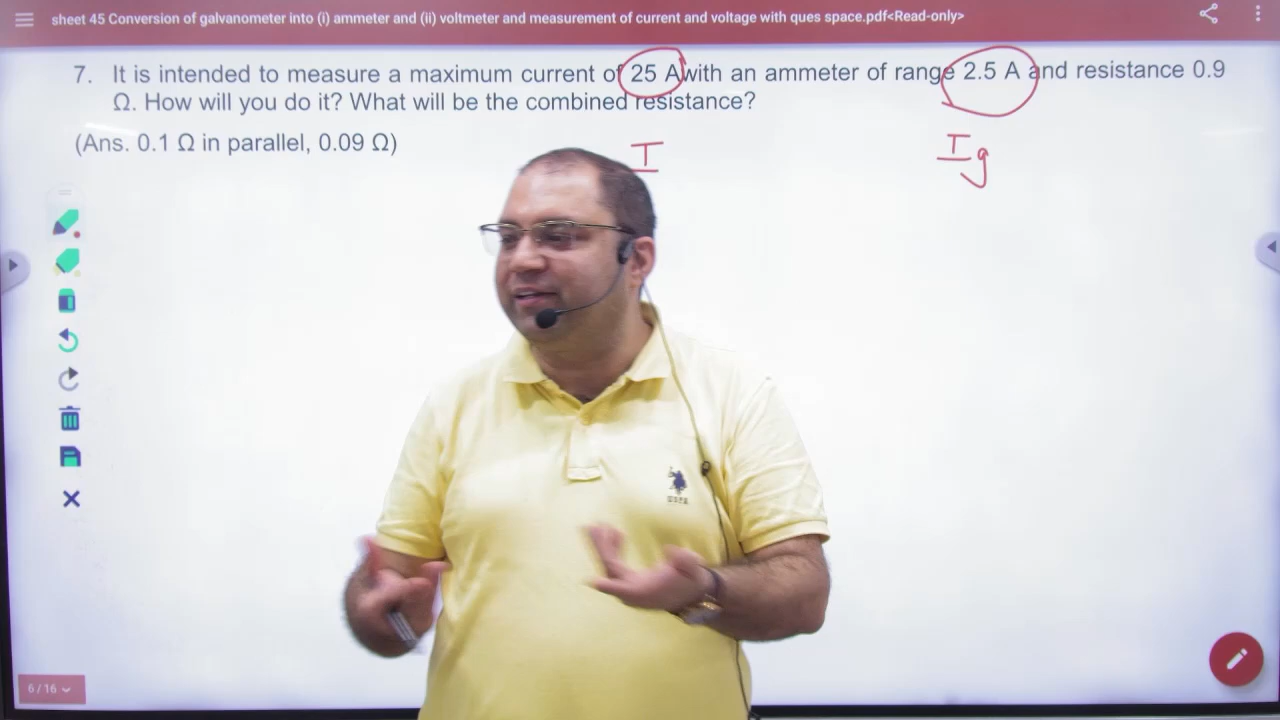 sheet 45 Conversion of galvanometer into (i) ammeter and (ii) voltmeter and measurement of current and voltage with ques space.pdf<Read-only>
7. It is intended to measure a maximum current of 25 A with an ammeter of range 2.5 A and resistance 0.9
Ω. How will you do it? What will be the combined resistance?
(Ans. 0.1 Ω in parallel, 0.09 Ω)
I
Ig
USPA
6 / 16